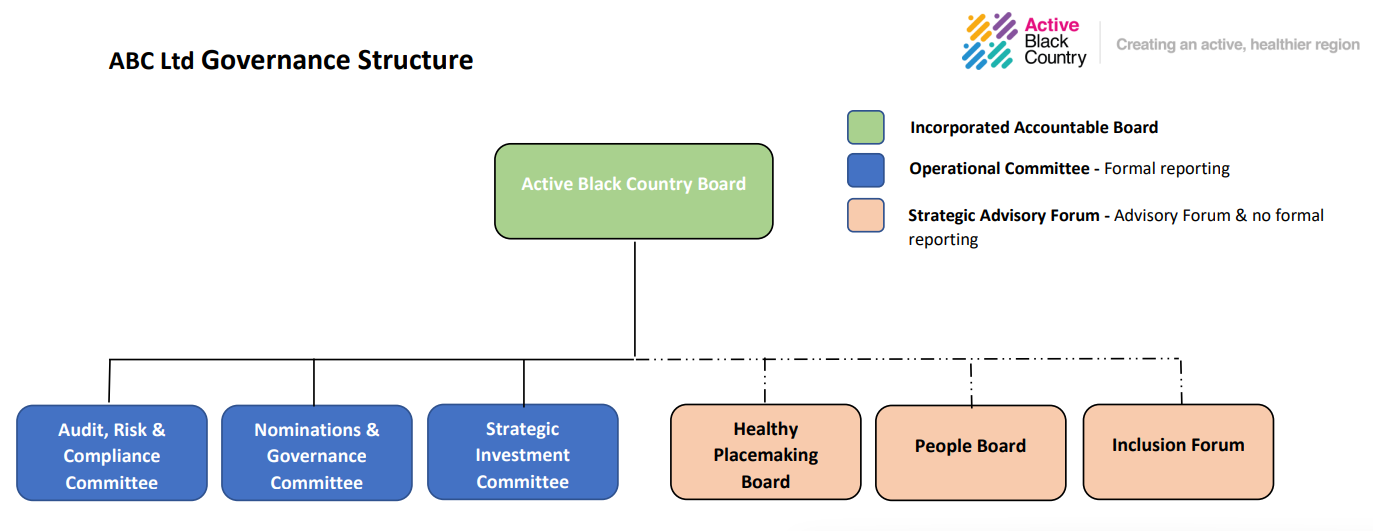 ABC Ltd Governance Structure
Active
Black
Country
Creating an active, healthier region
Incorporated Accountable Board
Operational Committee - Formal reporting
Strategic Advisory Forum - Advisory Forum & no formal
reporting
Active Black Country Board
Audit, Risk &
Compliance
Committee
Nominations &
Governance
Committee
Strategic
Investment
Committee
Healthy
Placemaking
Board
People Board
Inclusion Forum